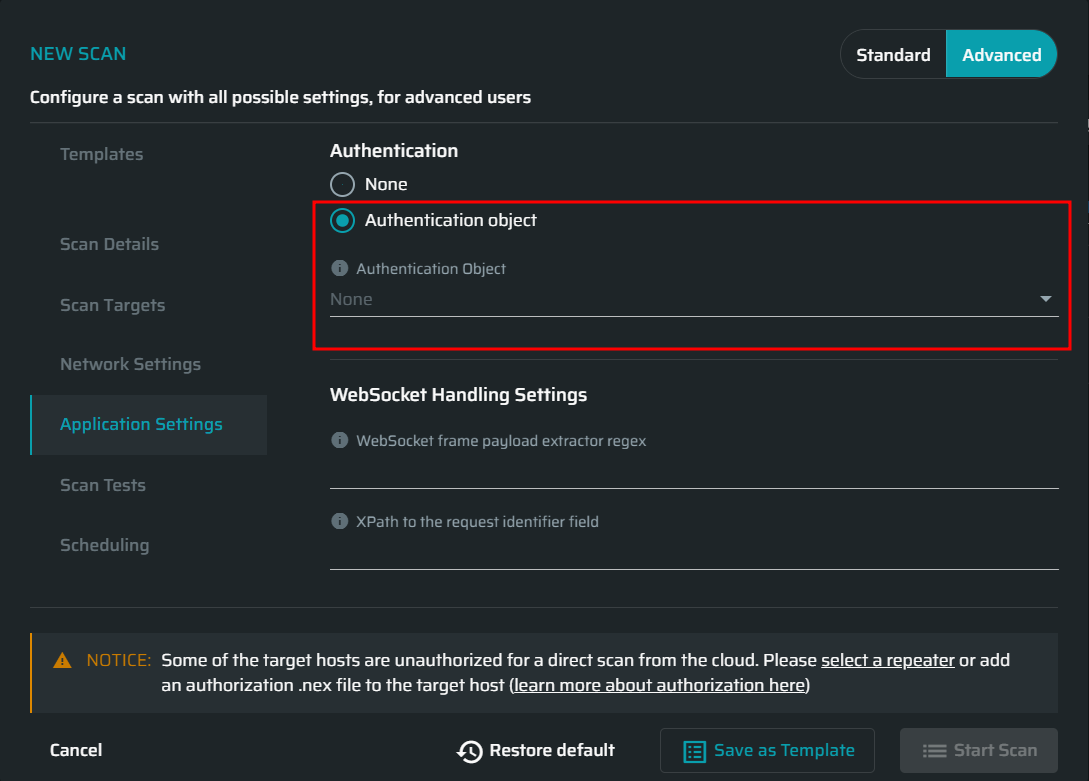 NEW SCAN
Standard
Advanced
Configure a scan with all possible settings, for advanced users
Templates
Scan Details
Scan Targets
Network Settings
Application Settings
Scan Tests
Scheduling
Authentication
None
Authentication object
Authentication Object
None
WebSocket Handling Settings
WebSocket frame payload extractor regex
XPath to the request identifier field
NOTICE: Some of the target hosts are unauthorized for a direct scan from the cloud. Please select a repeater or add
an authorization .nex file to the target host (learn more about authorization here)
Cancel
Restore default
Save as Template
Start Scan